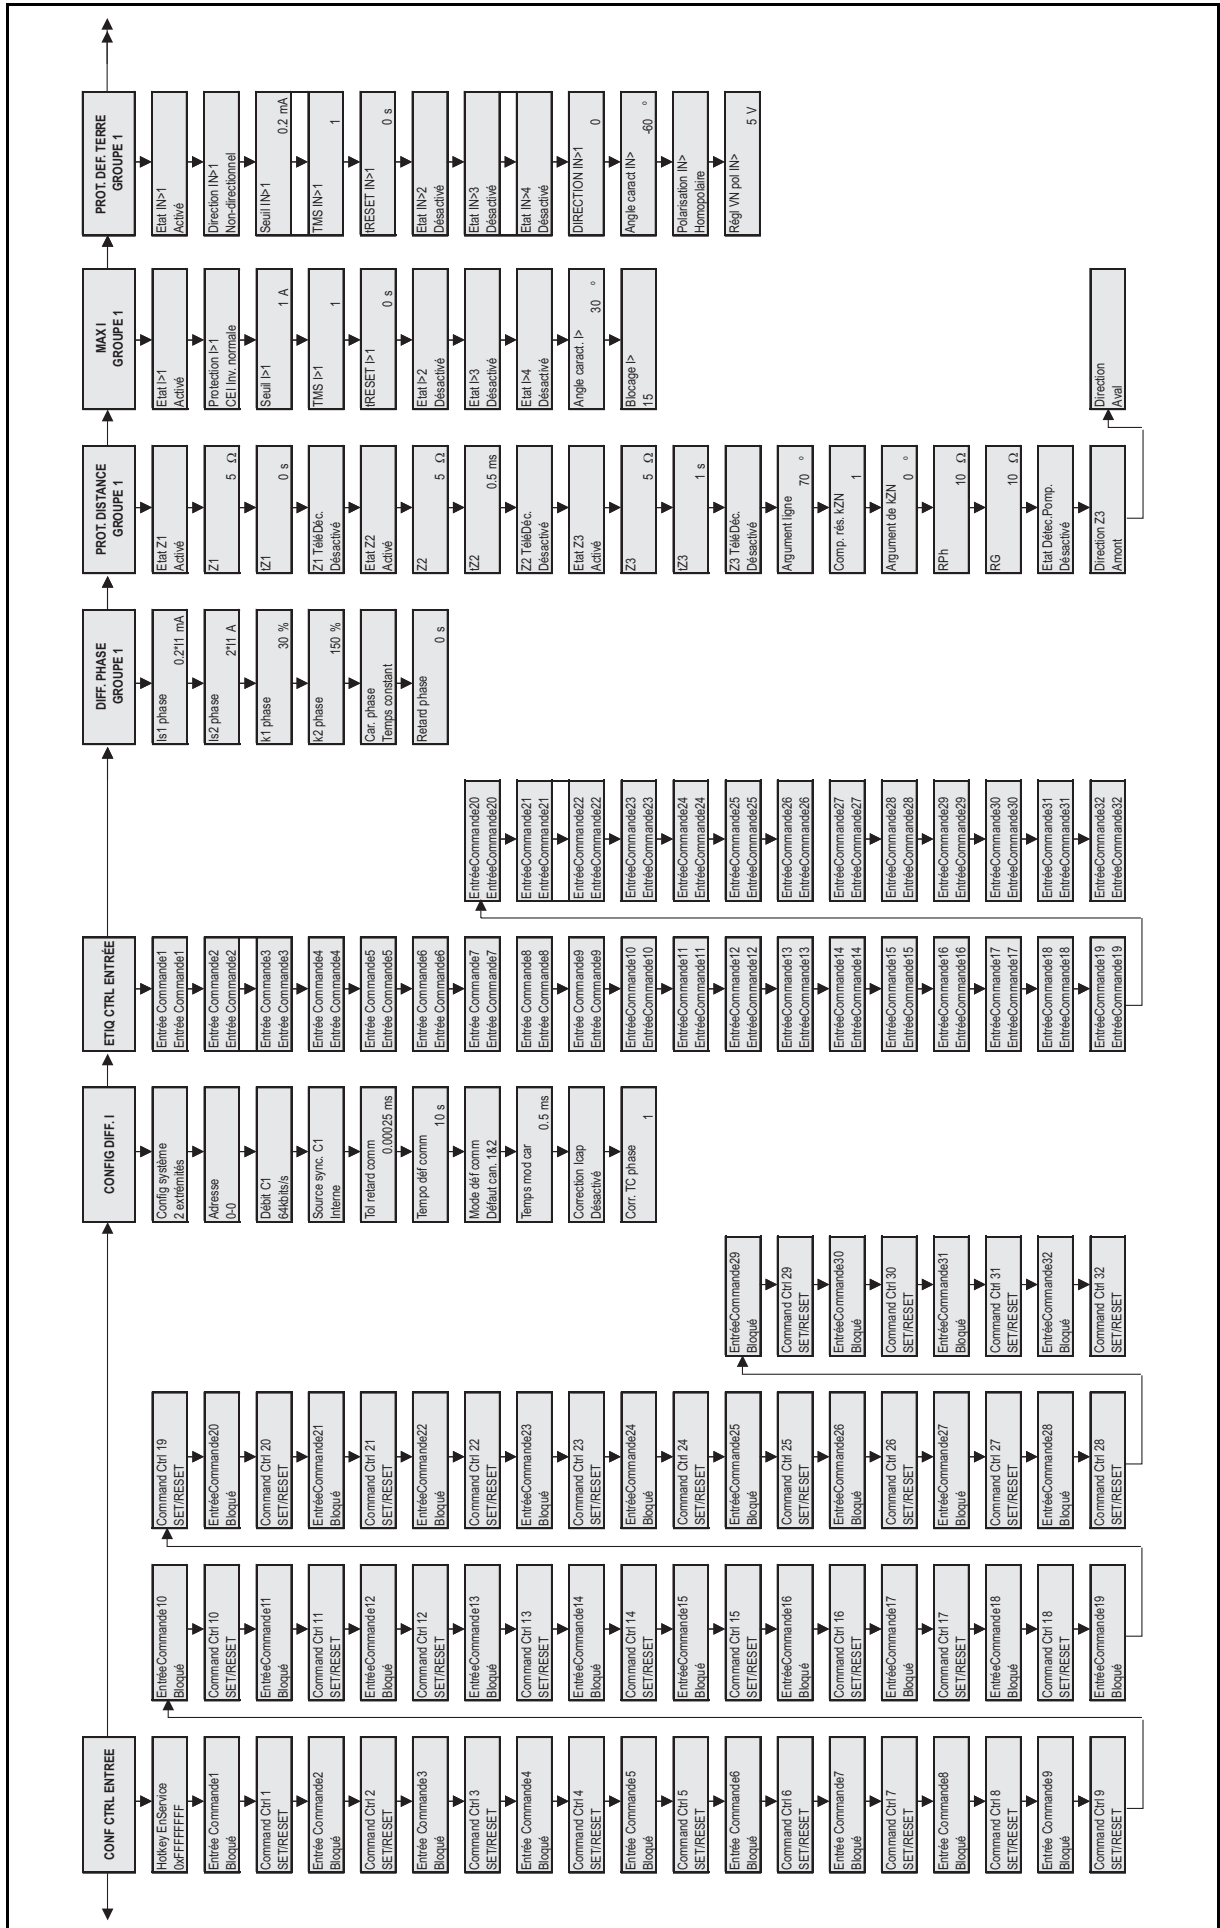 CONF CTRL ENTREE
Hotkey EnService
0xFFFFFFFF
Entrée Commande1
Bloqué
Command Ctrl 1
SET/RESET
Entrée Commande2
Bloqué
Command Ctrl 2
SET/RESET
Entrée Commande3
Bloqué
Command Ctrl 3
SET/RESET
Entrée Commande4
Bloqué
Command Ctrl 4
SET/RESET
Entrée Commande5
Bloqué
Command Ctrl 5
SET/RESET
Entrée Commande6
Bloqué
Command Ctrl 6
SET/RESET
Entrée Commande7
Bloqué
Command Ctrl 7
SET/RESET
Entrée Commande8
Bloqué
Command Ctrl 8
SET/RESET
Entrée Commande9
Bloqué
Command Ctrl 9
SET/RESET
EntréeCommande10
Bloqué
Command Ctrl 10
SET/RESET
EntréeCommande11
Bloqué
Command Ctrl 11
SET/RESET
EntréeCommande12
Bloqué
Command Ctrl 12
SET/RESET
EntréeCommande13
Bloqué
Command Ctrl 13
SET/RESET
EntréeCommande14
Bloqué
Command Ctrl 14
SET/RESET
EntréeCommande15
Bloqué
Command Ctrl 15
SET/RESET
EntréeCommande16
Bloqué
Command Ctrl 16
SET/RESET
EntréeCommande17
Bloqué
Command Ctrl 17
SET/RESET
EntréeCommande18
Bloqué
Command Ctrl 18
SET/RESET
EntréeCommande19
Bloqué
Command Ctrl 19
SET/RESET
EntréeCommande20
Bloqué
Command Ctrl 20
SET/RESET
EntréeCommande21
Bloqué
Command Ctrl 21
SET/RESET
EntréeCommande22
Bloqué
Command Ctrl 22
SET/RESET
EntréeCommande23
Bloqué
Command Ctrl 23
SET/RESET
EntréeCommande24
Bloqué
Command Ctrl 24
SET/RESET
EntréeCommande25
Bloqué
Command Ctrl 25
SET/RESET
EntréeCommande26
Bloqué
Command Ctrl 26
SET/RESET
EntréeCommande27
Bloqué
Command Ctrl 27
SET/RESET
EntréeCommande28
Bloqué
Command Ctrl 28
SET/RESET
EntréeCommande29
Bloqué
Command Ctrl 29
SET/RESET
EntréeCommande30
Bloqué
Command Ctrl 30
SET/RESET
EntréeCommande31
Bloqué
Command Ctrl 31
SET/RESET
EntréeCommande32
Bloqué
Command Ctrl 32
SET/RESET
CONFIG DIFF. I
Config système
2 extrémités
Adresse
0-0
Débit C1
64kbits/s
Source sync. C1
Interne
Tol retard comm
0.00025 ms
Tempo déf comm
10 s
Mode déf comm
Défaut can. 1&2
Temps mod car
0.5 ms
Correction Icap
Désactivé
Corr. TC phase
1
ETIQ CTRL ENTRÉE
Entrée Commande1
Entrée Commande1
Entrée Commande2
Entrée Commande2
Entrée Commande3
Entrée Commande3
Entrée Commande4
Entrée Commande4
Entrée Commande5
Entrée Commande5
Entrée Commande6
Entrée Commande6
Entrée Commande7
Entrée Commande7
Entrée Commande8
Entrée Commande8
Entrée Commande9
Entrée Commande9
EntréeCommande10
EntréeCommande10
EntréeCommande11
EntréeCommande11
EntréeCommande12
EntréeCommande12
EntréeCommande13
EntréeCommande13
EntréeCommande14
EntréeCommande14
EntréeCommande15
EntréeCommande15
EntréeCommande16
EntréeCommande16
EntréeCommande17
EntréeCommande17
EntréeCommande18
EntréeCommande18
EntréeCommande19
EntréeCommande19
EntréeCommande20
EntréeCommande20
EntréeCommande21
EntréeCommande21
EntréeCommande22
EntréeCommande22
EntréeCommande23
EntréeCommande23
EntréeCommande24
EntréeCommande24
EntréeCommande25
EntréeCommande25
EntréeCommande26
EntréeCommande26
EntréeCommande27
EntréeCommande27
EntréeCommande28
EntréeCommande28
EntréeCommande29
EntréeCommande29
EntréeCommande30
EntréeCommande30
EntréeCommande31
EntréeCommande31
EntréeCommande32
EntréeCommande32
DIFF. PHASE
GROUPE 1
Is1 phase
0.2*I1 mA
Is2 phase
2*I1 A
k1 phase
30 %
k2 phase
150 %
Car. phase
Temps constant
Retard phase
0 s
PROT. DISTANCE
GROUPE 1
Etat Z1
Activé
Z1
5 Ω
tZ1
0 s
Z1 TéléDéc.
Désactivé
Etat Z2
Activé
Z2
5 Ω
tZ2
0.5 ms
Z2 TéléDéc.
Désactivé
Etat Z3
Activé
Z3
5 Ω
tZ3
1 s
Z3 TéléDéc.
Désactivé
Argument ligne
70 °
Comp. rés. kZN
1
Argument de kZN
0 °
RPh
10 Ω
RG
10 Ω
Etat Détec.Pomp.
Désactivé
Direction Z3
Amont
Direction
Aval
MAX I
GROUPE 1
Etat I>1
Activé
Protection I>1
CEI Inv. normale
Seuil I>1
1 A
TMS I>1
1
tRESET I>1
0 s
Etat I>2
Désactivé
Etat I>3
Désactivé
Etat I>4
Désactivé
Angle caract. I>
30 °
Blocage I>
15
PROT. DEF. TERRE
GROUPE 1
Etat IN>1
Activé
Direction IN>1
Non-directionnel
Seuil IN>1
0.2 mA
TMS IN>1
1
tRESET IN>1
0 s
Etat IN>2
Désactivé
Etat IN>3
Désactivé
Etat IN>4
Désactivé
DIRECTION IN>1
0
Angle caract IN>
-60 °
Polarisation IN>
Homopolaire
Régl VN pol IN>
5 V